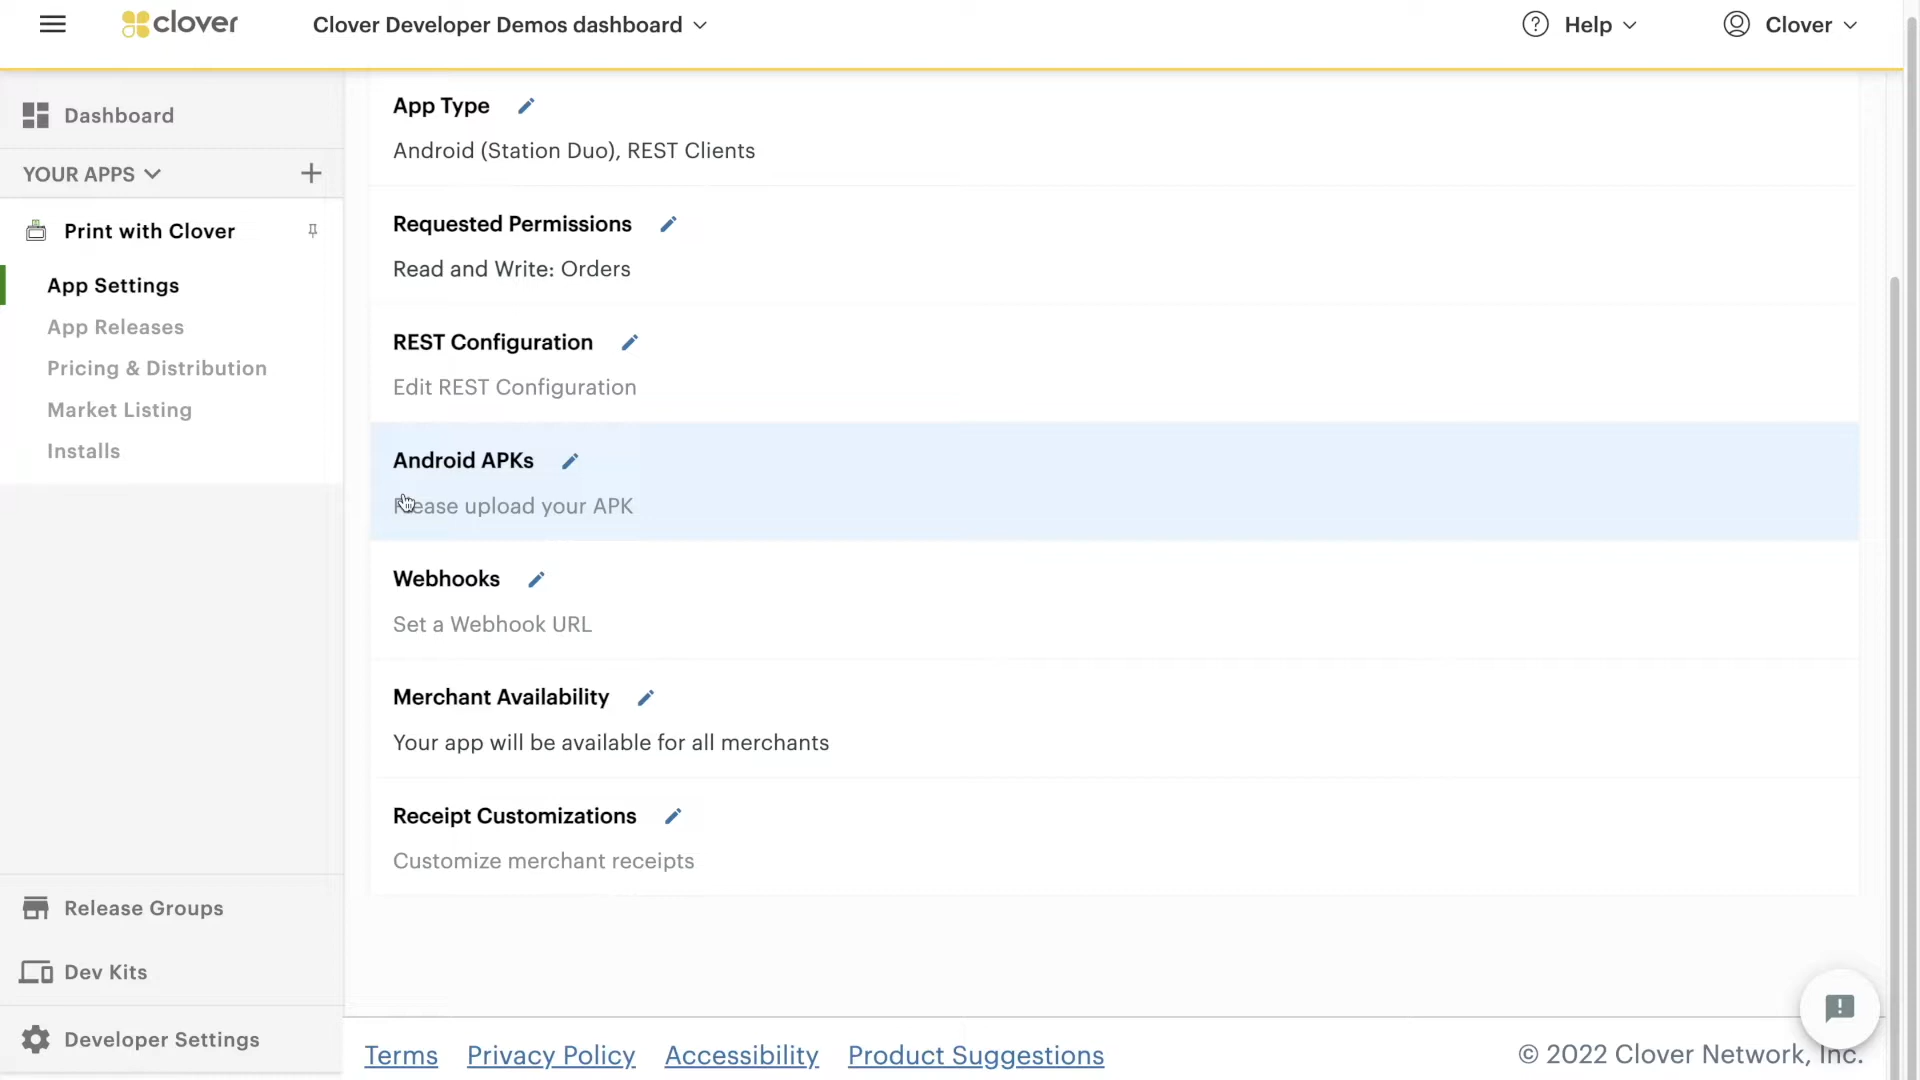 clover
Clover Developer Demos dashboard
Help
Clover
Dashboard
YOUR APPS
Print with Clover
App Settings
App Releases
Pricing & Distribution
Market Listing
Installs
Release Groups
Dev Kits
Developer Settings
App Type
Android (Station Duo), REST Clients
Requested Permissions
Read and Write: Orders
REST Configuration
Edit REST Configuration
Android APKs
Please upload your APK
Webhooks
Set a Webhook URL
Merchant Availability
Your app will be available for all merchants
Receipt Customizations
Customize merchant receipts
Terms Privacy Policy Accessibility Product Suggestions
© 2022 Clover Network, Inc.